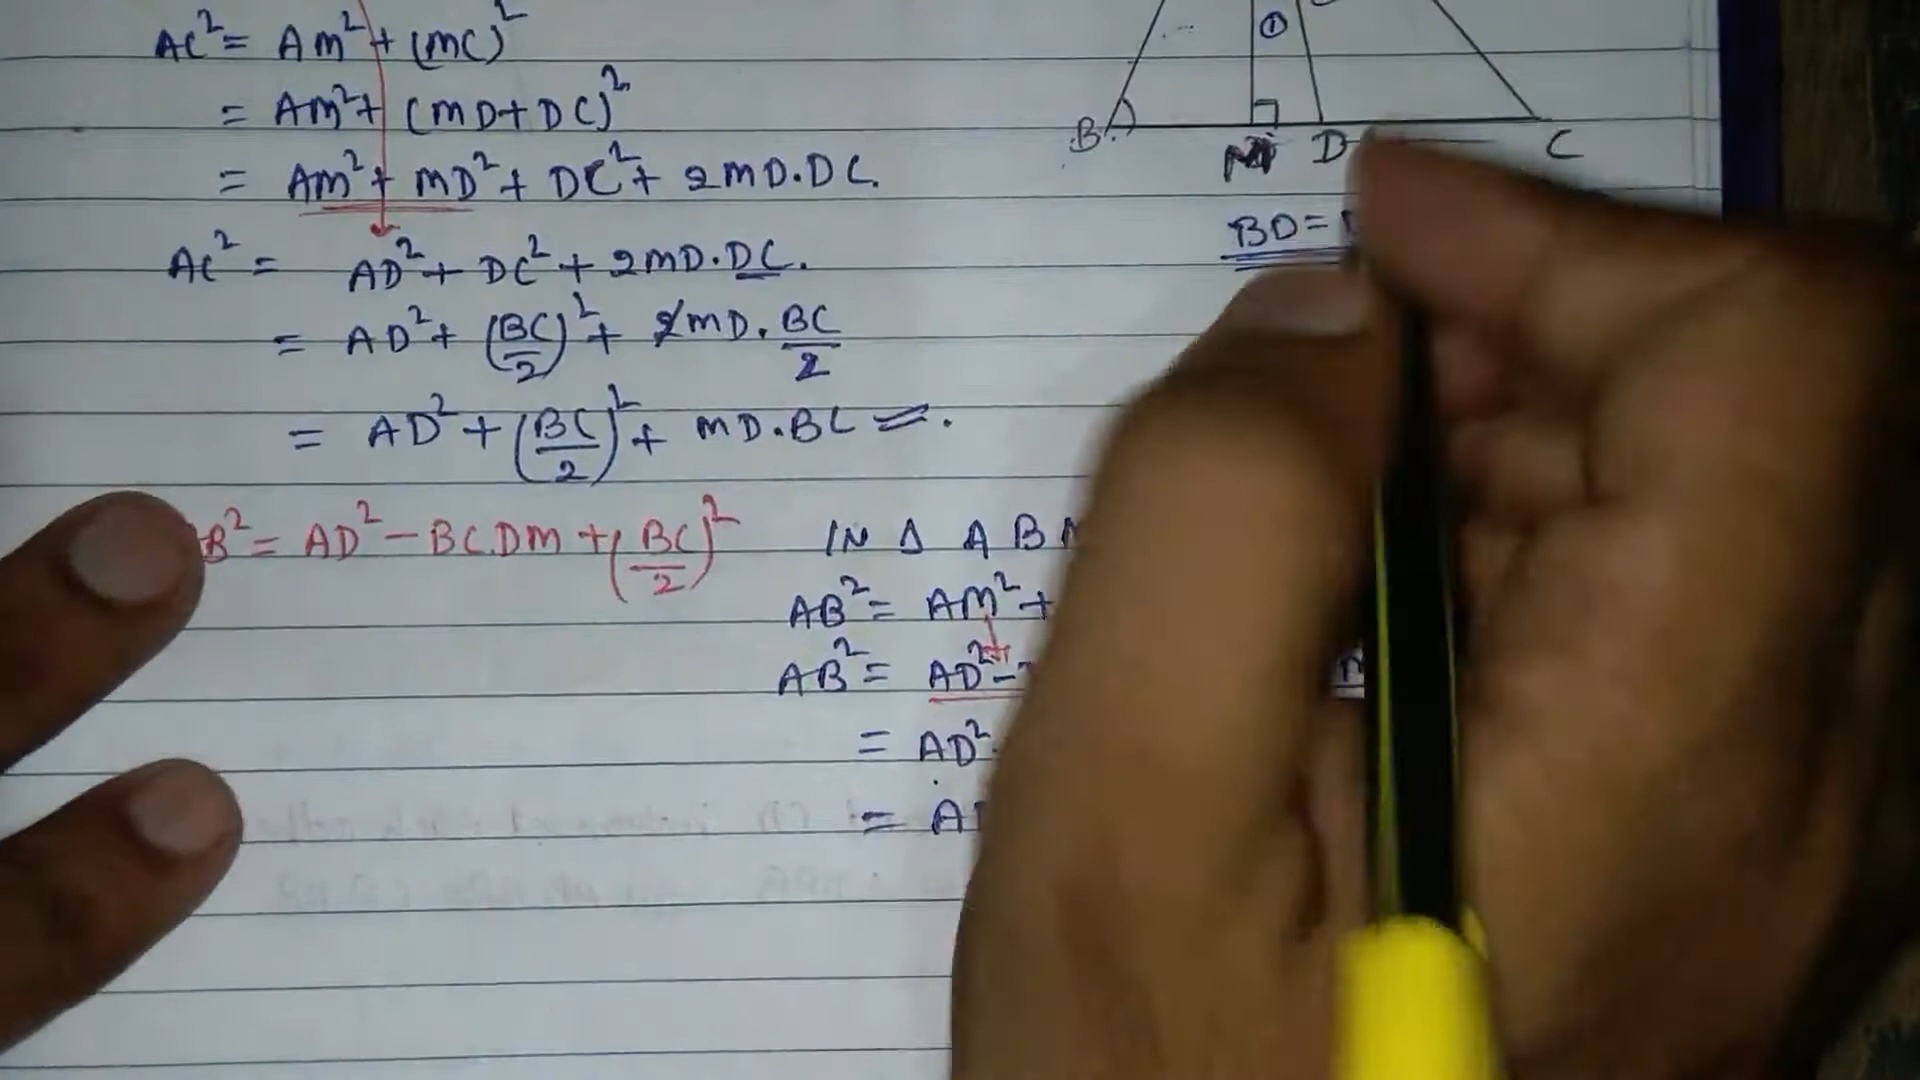 AC² = Am² + (mC)²
= Am² + (mD + DC)²
= Am² + mD² + DC² + 2mD.DC.
AC² = AD² + DC² + 2mD.DC.
= AD² + (BC/2)² + 2mD.BC/2
= AD² + (BC/2)² + mD.BC =.
B² = AD² - BC.Dm + (BC/2)²
①
B M D C
BD =
IN Δ A B
AB² = Am² +
AB² = AD² -
= AD²
= A